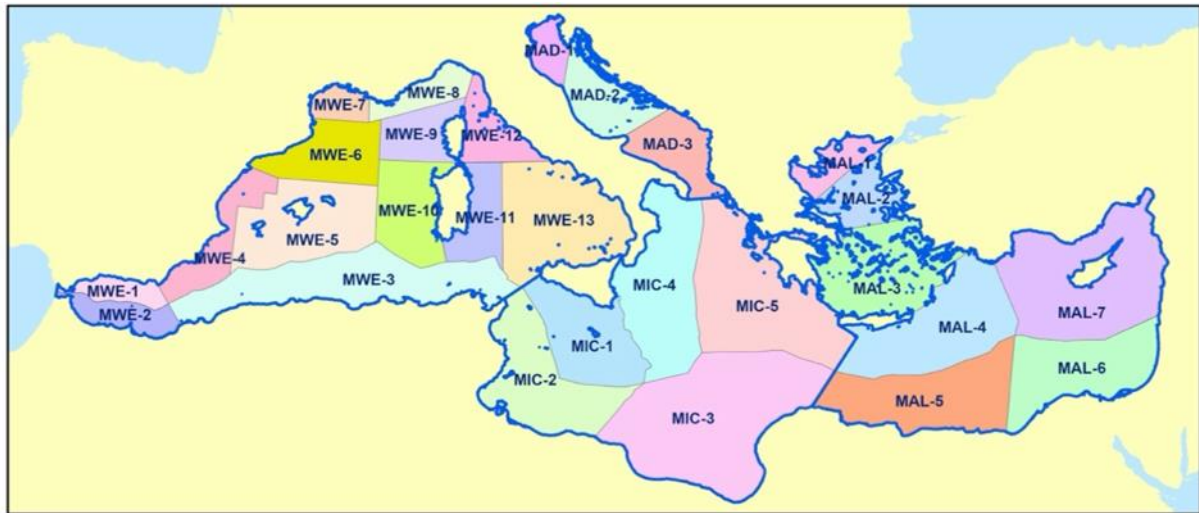 MAD-1
MWE-8
MAD-2
MWE-7
MWE-9
MWE-12
MAD-3
MWE-6
MAL-1
MAL-2
MWE-10
MWE-11
MWE-13
MWE-5
MWE-4
MWE-3
MIC-4
MAL-3
MWE-1
MIC-5
MWE-2
MAL-7
MAL-4
MIC-1
MIC-2
MAL-6
MAL-5
MIC-3